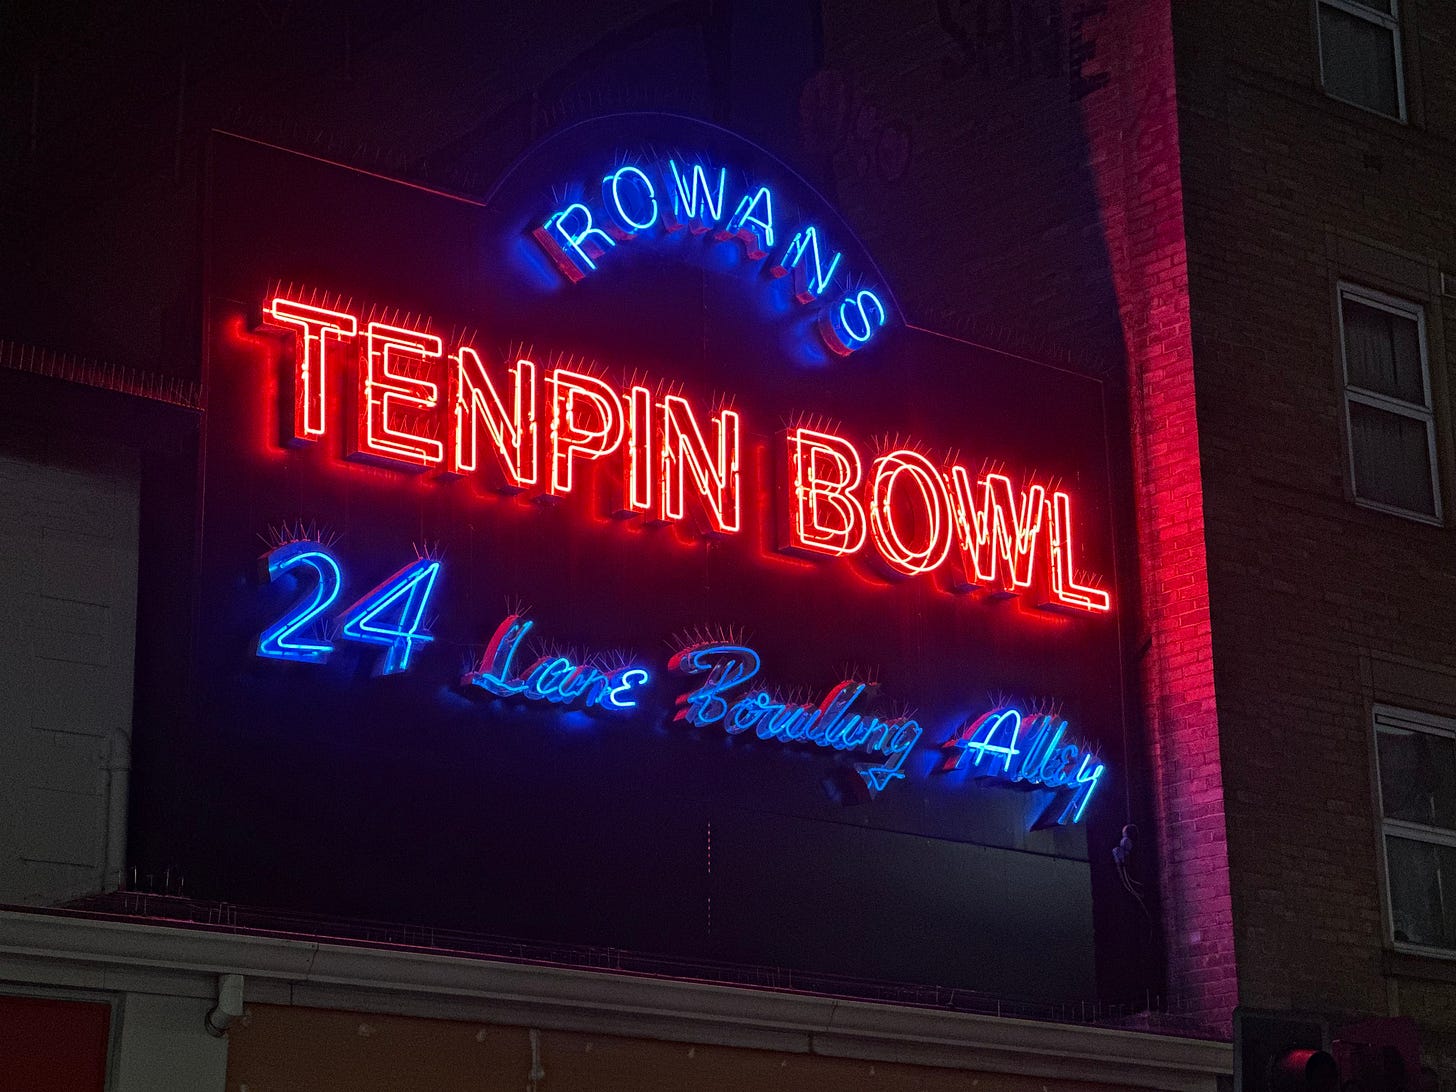 ROWANS
TENPIN BOWL
24 Lane Bowling Alley